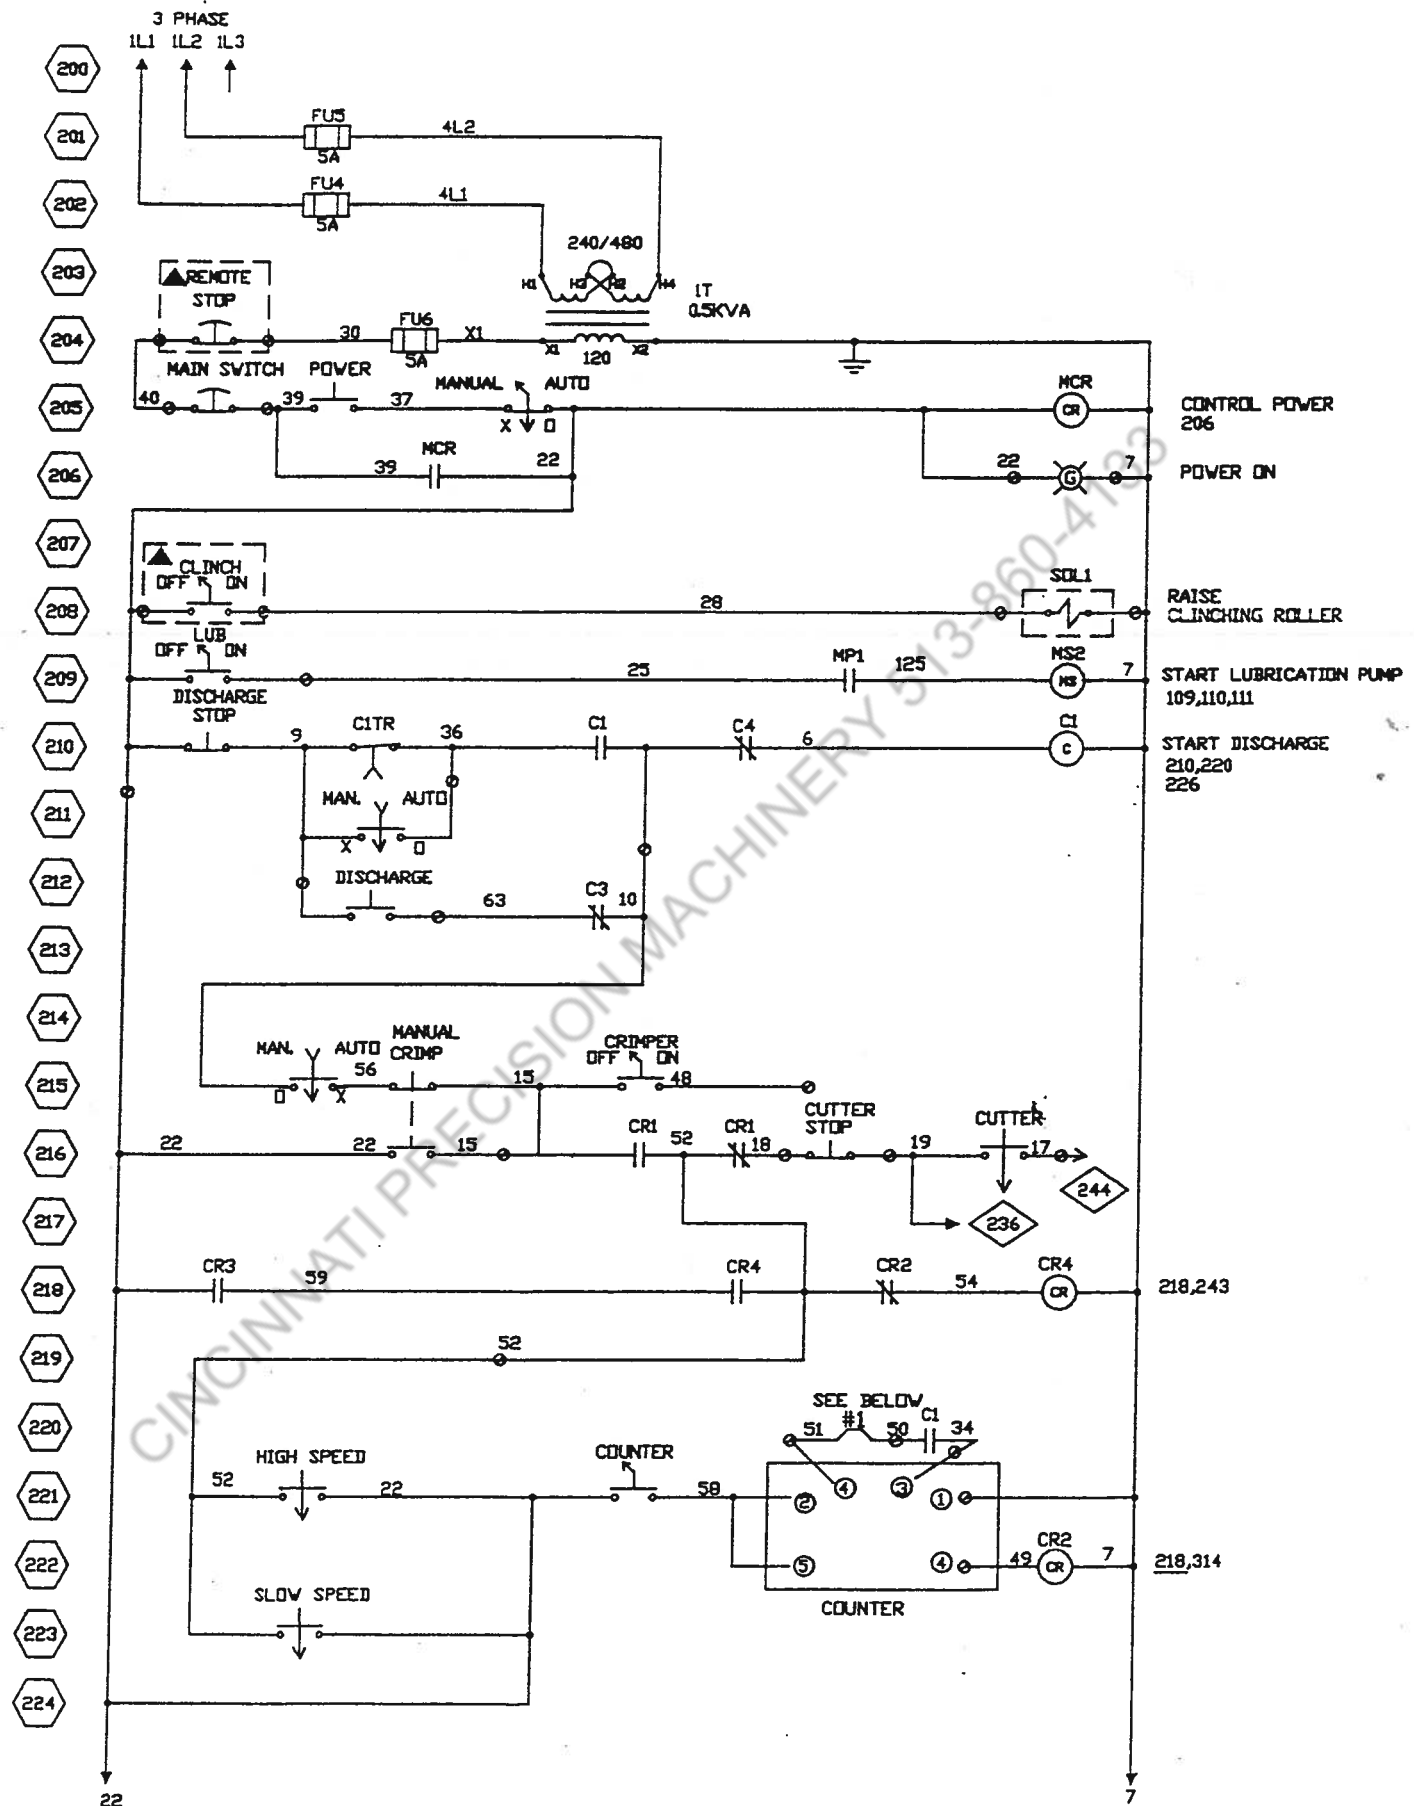 3 PHASE
1L1 1L2 1L3
200
FU5
201
4L2
5A
FU4
202
4L1
5A
240/480
203
REMOTE
STOP
H1 H3 H2 H4
1T
0.5KVA
204
30
FU6
5A
X1
X1 120 X2
MAIN SWITCH
POWER
MANUAL AUTO
MCR
205
40
39
37
X O
CR
CONTROL POWER
206
206
39
MCR
22
22
G
7
POWER ON
207
CLINCH
OFF ON
208
28
SOL1
RAISE
CLINCHING ROLLER
LUB
OFF ON
209
25
MP1
125
MS2
MS
7
START LUBRICATION PUMP
109,110,111
DISCHARGE
STOP
210
9
C1TR
36
C1
C4
6
C1
C
START DISCHARGE
210,220
226
211
MAN. AUTO
X O
212
DISCHARGE
63
C3
10
213
214
MAN. AUTO
MANUAL
CRIMP
CRIMPER
OFF ON
215
O X
56
15
48
CUTTER
STOP
CUTTER
216
22
22
15
CR1
52
CR1
18
19
17
244
217
236
218
CR3
59
CR4
CR2
54
CR4
CR
218,243
219
52
SEE BELOW
#1
220
51
50
C1
34
HIGH SPEED
COUNTER
221
52
22
58
2
4
3
1
222
5
4
49
CR2
CR
7
218,314
SLOW SPEED
COUNTER
223
224
22
7
CINCINNATI PRECISION MACHINERY 513-860-4133